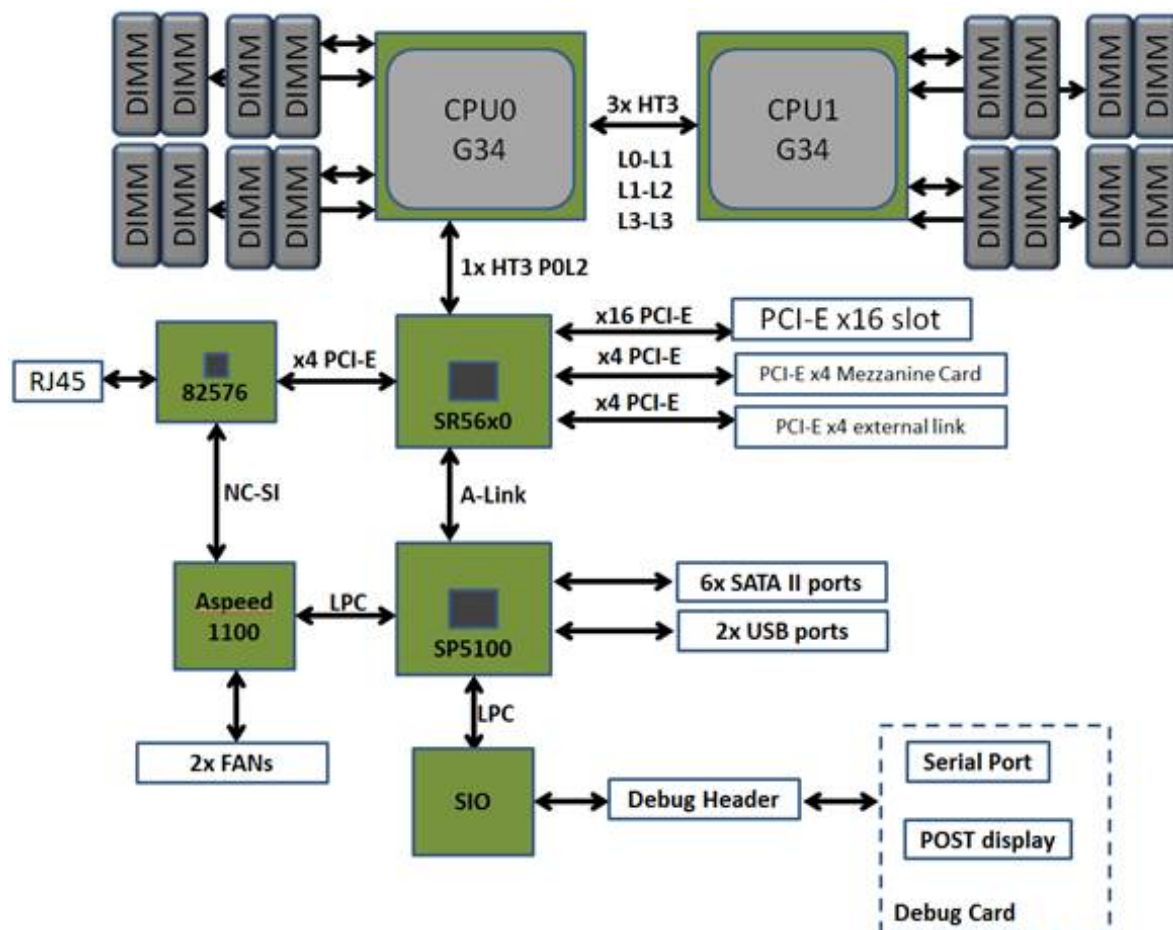 DIMM
DIMM
DIMM
DIMM
CPU0
G34
3x HT3
L0-L1
L1-L2
L3-L3
CPU1
G34
DIMM
DIMM
DIMM
DIMM
DIMM
DIMM
DIMM
DIMM
DIMM
DIMM
DIMM
DIMM
1x HT3 P0L2
RJ45
82576
x4 PCI-E
SR56x0
x16 PCI-E
PCI-E x16 slot
x4 PCI-E
PCI-E x4 Mezzanine Card
x4 PCI-E
PCI-E x4 external link
NC-SI
A-Link
Aspeed
1100
LPC
SP5100
6x SATA II ports
2x USB ports
2x FANs
LPC
SIO
Debug Header
Serial Port
POST display
Debug Card